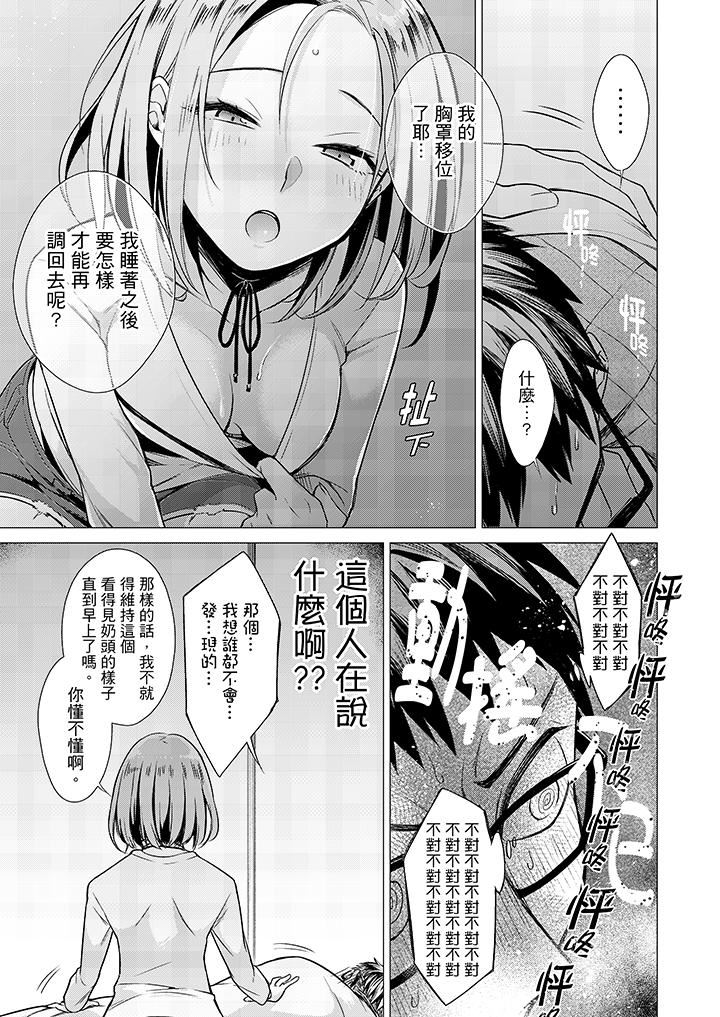 ……
怦咚
怦咚
什麼…?
我的
胸罩移位
了耶…
我睡著之後
要怎樣
才能再
調回去呢?
扯下
怦咚
怦咚
怦咚
怦咚
怦咚
怦咚
不對不對不對
不對不對不對不對
動搖
不對不對不對不對不對
不對不對不對不對不對
不對不對不對不對不對
這個人在說
什麼啊??
那個…
我想誰都不會…
發…現的…
那樣的話,我不就
得維持這個
看得見奶頭的樣子
直到早上了嗎。
你懂不懂啊。